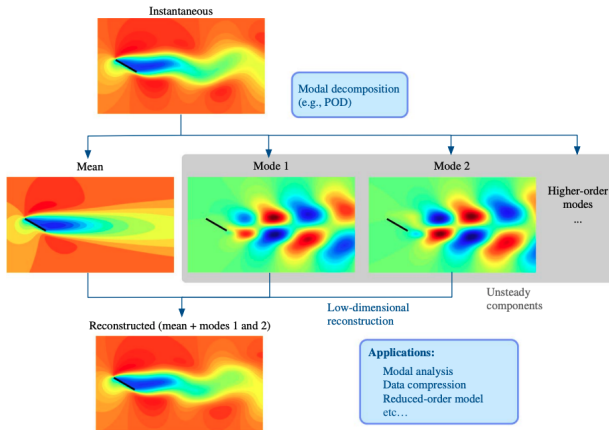 Instantaneous
Modal decomposition
(e.g., POD)
Mean
Mode 1
Mode 2
Higher-order
modes
...
Unsteady
components
Low-dimensional
reconstruction
Reconstructed (mean + modes 1 and 2)
Applications:
Modal analysis
Data compression
Reduced-order model
etc...